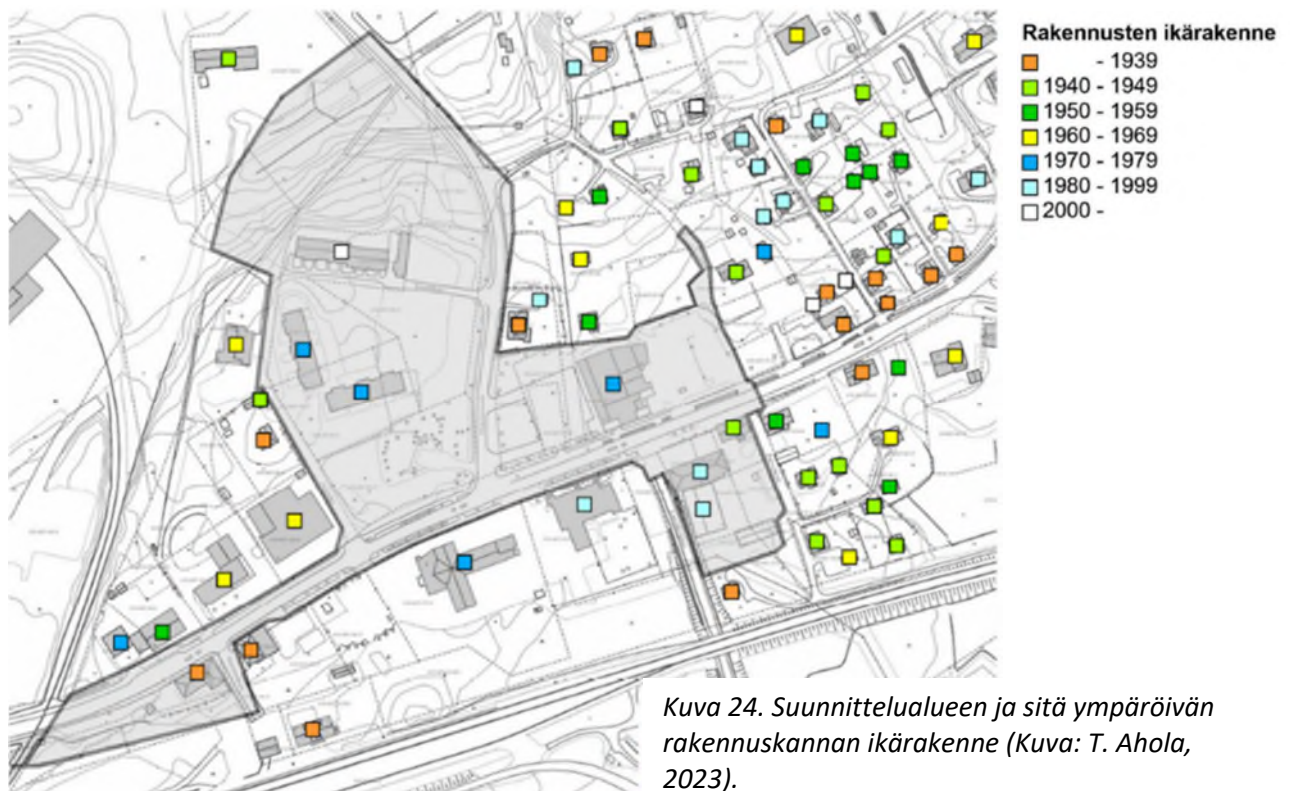 Rakennusten ikärakenne
- 1939
1940 - 1949
1950 - 1959
1960 - 1969
1970 - 1979
1980 - 1999
2000 -
Kuva 24. Suunnittelualueen ja sitä ympäröivän
rakennuskannan ikärakenne (Kuva: T. Ahola,
2023).